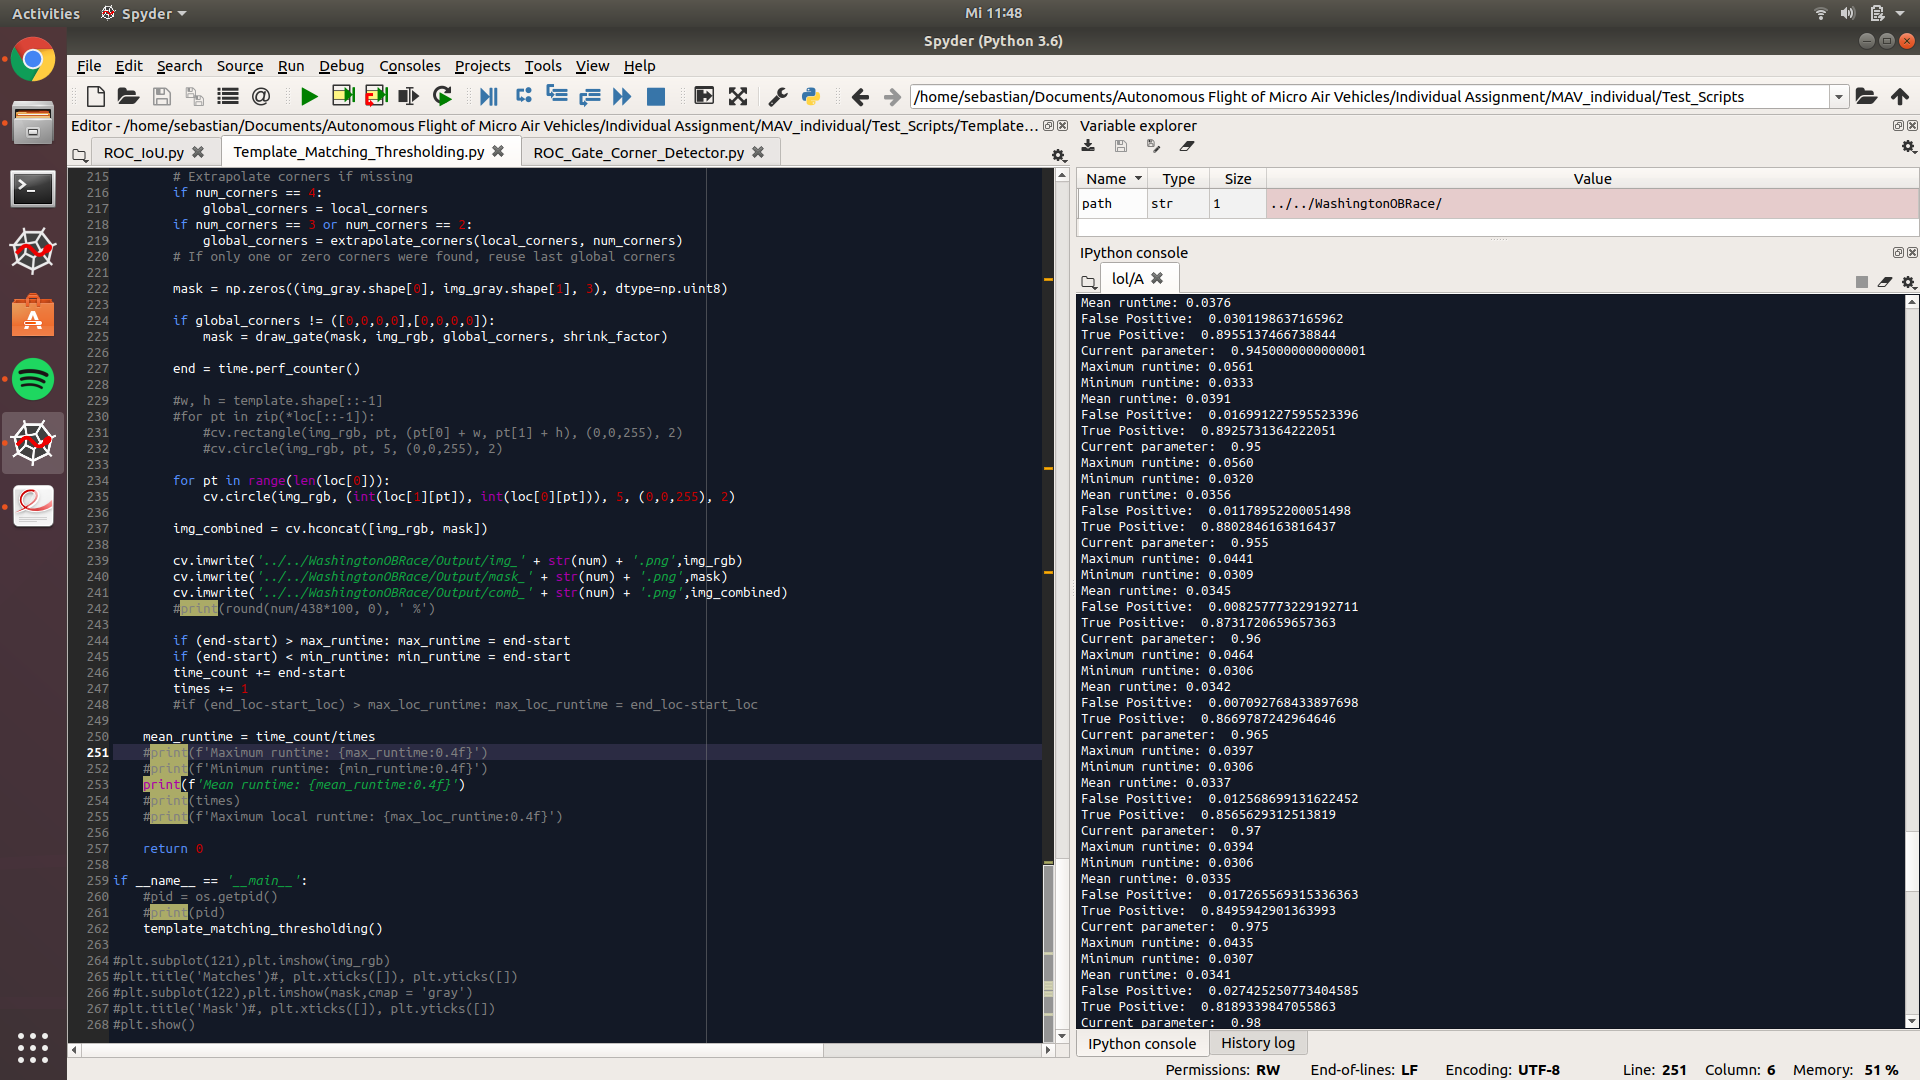 Activities
Spyder
Mi 11:48
Spyder (Python 3.6)
File Edit Search Source Run Debug Consoles Projects Tools View Help
/home/sebastian/Documents/Autonomous Flight of Micro Air Vehicles/Individual Assignment/MAV_individual/Test_Scripts
Editor - /home/sebastian/Documents/Autonomous Flight of Micro Air Vehicles/Individual Assignment/MAV_individual/Test_Scripts/Template...
ROC_IoU.py
Template_Matching_Thresholding.py
ROC_Gate_Corner_Detector.py
215 # Extrapolate corners if missing
216 if num_corners == 4:
217 global_corners = local_corners
218 if num_corners == 3 or num_corners == 2:
219 global_corners = extrapolate_corners(local_corners, num_corners)
220 # If only one or zero corners were found, reuse last global corners
221
222 mask = np.zeros((img_gray.shape[0], img_gray.shape[1], 3), dtype=np.uint8)
223
224 if global_corners != ([0,0,0,0],[0,0,0,0]):
225 mask = draw_gate(mask, img_rgb, global_corners, shrink_factor)
226
227 end = time.perf_counter()
228
229 #w, h = template.shape[::-1]
230 #for pt in zip(*loc[::-1]):
231 #cv.rectangle(img_rgb, pt, (pt[0] + w, pt[1] + h), (0,0,255), 2)
232 #cv.circle(img_rgb, pt, 5, (0,0,255), 2)
233
234 for pt in range(len(loc[0])):
235 cv.circle(img_rgb, (int(loc[1][pt]), int(loc[0][pt])), 5, (0,0,255), 2)
236
237 img_combined = cv.hconcat([img_rgb, mask])
238
239 cv.imwrite('../../WashingtonOBRace/Output/img_' + str(num) + '.png',img_rgb)
240 cv.imwrite('../../WashingtonOBRace/Output/mask_' + str(num) + '.png',mask)
241 cv.imwrite('../../WashingtonOBRace/Output/comb_' + str(num) + '.png',img_combined)
242 #print(round(num/438*100, 0), ' %')
243
244 if (end-start) > max_runtime: max_runtime = end-start
245 if (end-start) < min_runtime: min_runtime = end-start
246 time_count += end-start
247 times += 1
248 #if (end_loc-start_loc) > max_loc_runtime: max_loc_runtime = end_loc-start_loc
249
250 mean_runtime = time_count/times
251 #print(f'Maximum runtime: {max_runtime:0.4f}')
252 #print(f'Minimum runtime: {min_runtime:0.4f}')
253 print(f'Mean runtime: {mean_runtime:0.4f}')
254 #print(times)
255 #print(f'Maximum local runtime: {max_loc_runtime:0.4f}')
256
257 return 0
258
259 if __name__ == '__main__':
260 #pid = os.getpid()
261 #print(pid)
262 template_matching_thresholding()
263
264 #plt.subplot(121),plt.imshow(img_rgb)
265 #plt.title('Matches')#, plt.xticks([]), plt.yticks([])
266 #plt.subplot(122),plt.imshow(mask,cmap = 'gray')
267 #plt.title('Mask')#, plt.xticks([]), plt.yticks([])
268 #plt.show()
Variable explorer
Name Type Size Value
path str 1 ../../WashingtonOBRace/
IPython console
lol/A
Mean runtime: 0.0376
False Positive: 0.0301198637165962
True Positive: 0.8955137466738844
Current parameter: 0.9450000000000001
Maximum runtime: 0.0561
Minimum runtime: 0.0333
Mean runtime: 0.0391
False Positive: 0.016991227595523396
True Positive: 0.8925731364222051
Current parameter: 0.95
Maximum runtime: 0.0560
Minimum runtime: 0.0320
Mean runtime: 0.0356
False Positive: 0.01178952200051498
True Positive: 0.8802846163816437
Current parameter: 0.955
Maximum runtime: 0.0441
Minimum runtime: 0.0309
Mean runtime: 0.0345
False Positive: 0.008257773229192711
True Positive: 0.8731720659657363
Current parameter: 0.96
Maximum runtime: 0.0464
Minimum runtime: 0.0306
Mean runtime: 0.0342
False Positive: 0.007092768433897698
True Positive: 0.8669787242964646
Current parameter: 0.965
Maximum runtime: 0.0397
Minimum runtime: 0.0306
Mean runtime: 0.0337
False Positive: 0.012568699131622452
True Positive: 0.8565629312513819
Current parameter: 0.97
Maximum runtime: 0.0394
Minimum runtime: 0.0306
Mean runtime: 0.0335
False Positive: 0.017265569315336363
True Positive: 0.8495942901363993
Current parameter: 0.975
Maximum runtime: 0.0435
Minimum runtime: 0.0307
Mean runtime: 0.0341
False Positive: 0.027425250773404585
True Positive: 0.8189339847055863
Current parameter: 0.98
IPython console
History log
Permissions: RW End-of-lines: LF Encoding: UTF-8 Line: 251 Column: 6 Memory: 51 %